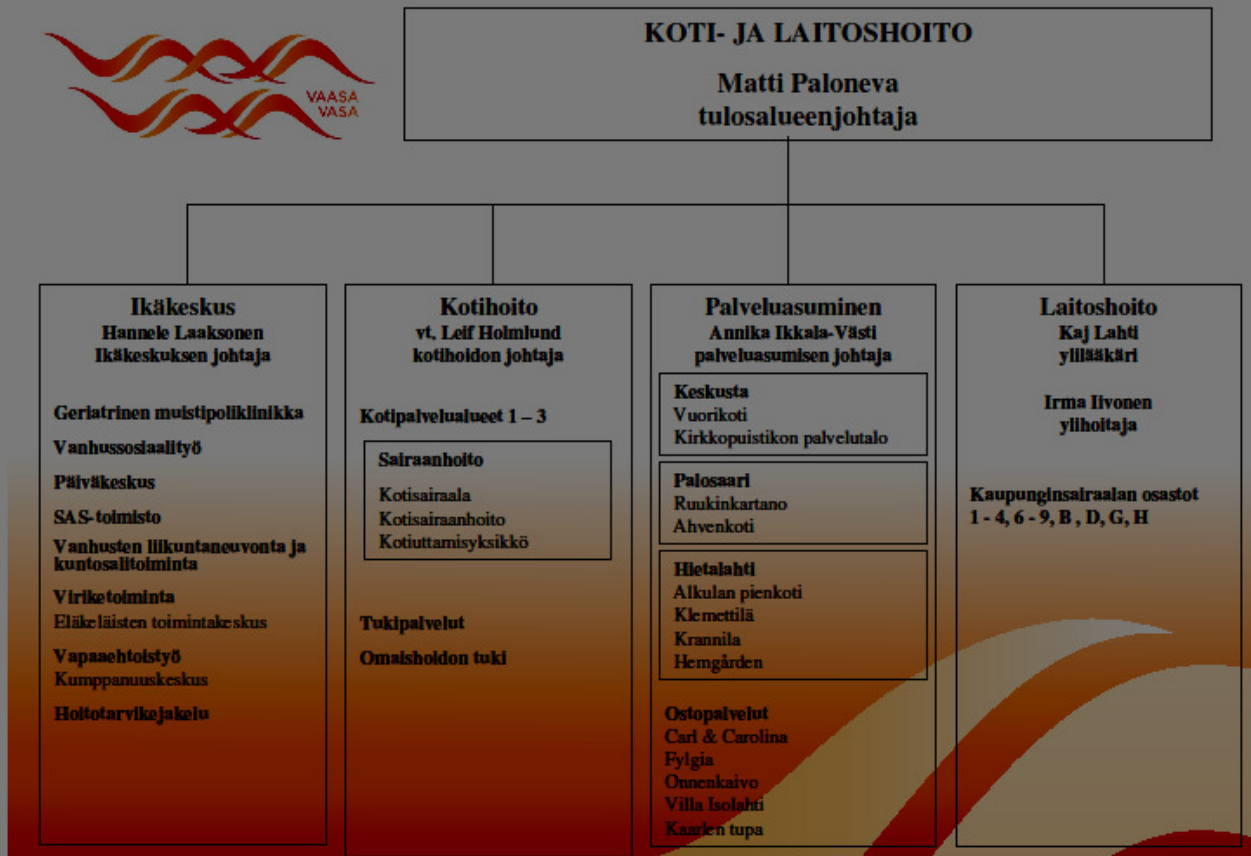 VAASA
VASA
KOTI- JA LAITOSHOITO
Matti Paloneva
tulosalueenjohtaja
Ikäkeskus
Hannele Laaksonen
Ikäkeskuksen johtaja
Geriatrinen muistipoliklinikka
Vanhussosiaalityö
Päiväkeskus
SAS-toimisto
Vanhusten liikuntaneuvonta ja
kuntosalitoiminta
Viriketoiminta
Eläkeläisten toimintakeskus
Vapaaehtoistyö
Kumppanuuskeskus
Hoitotarvikejakelu
Kotihoito
vt. Leif Holmlund
kotihoidon johtaja
Kotipalvelualueet 1 – 3
Sairaanhoito
Kotisairaala
Kotisairaanhoito
Kotiuttamisyksikkö
Tukipalvelut
Omaishoidon tuki
Palveluasuminen
Annika Ikkala-Västi
palveluasumisen johtaja
Keskusta
Vuorikoti
Kirkkopuistikon palvelutalo
Palosaari
Ruukinkartano
Ahvenkoti
Hietalahti
Alkulan pienkoti
Klemettilä
Krannila
Hemgården
Ostopalvelut
Carl & Carolina
Fylgia
Onnenkaivo
Villa Isolahti
Kaarlen tupa
Laitoshoito
Kaj Lahti
ylilääkäri
Irma Iivonen
ylihoitaja
Kaupunginsairaalan osastot
1 - 4, 6 - 9, B , D, G, H